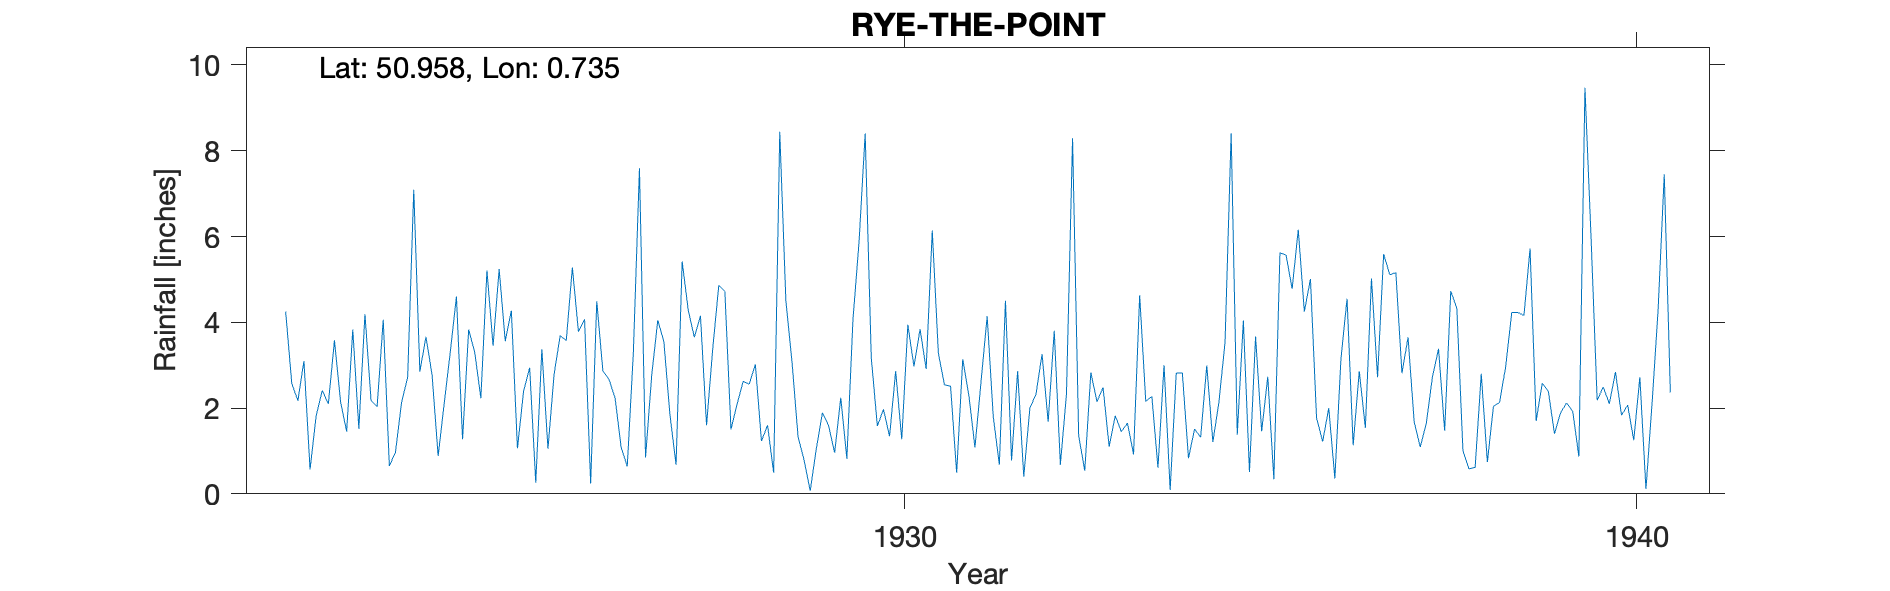 RYE-THE-POINT
Lat: 50.958, Lon: 0.735
10
8
6
4
2
0
Rainfall [inches]
1930
1940
Year